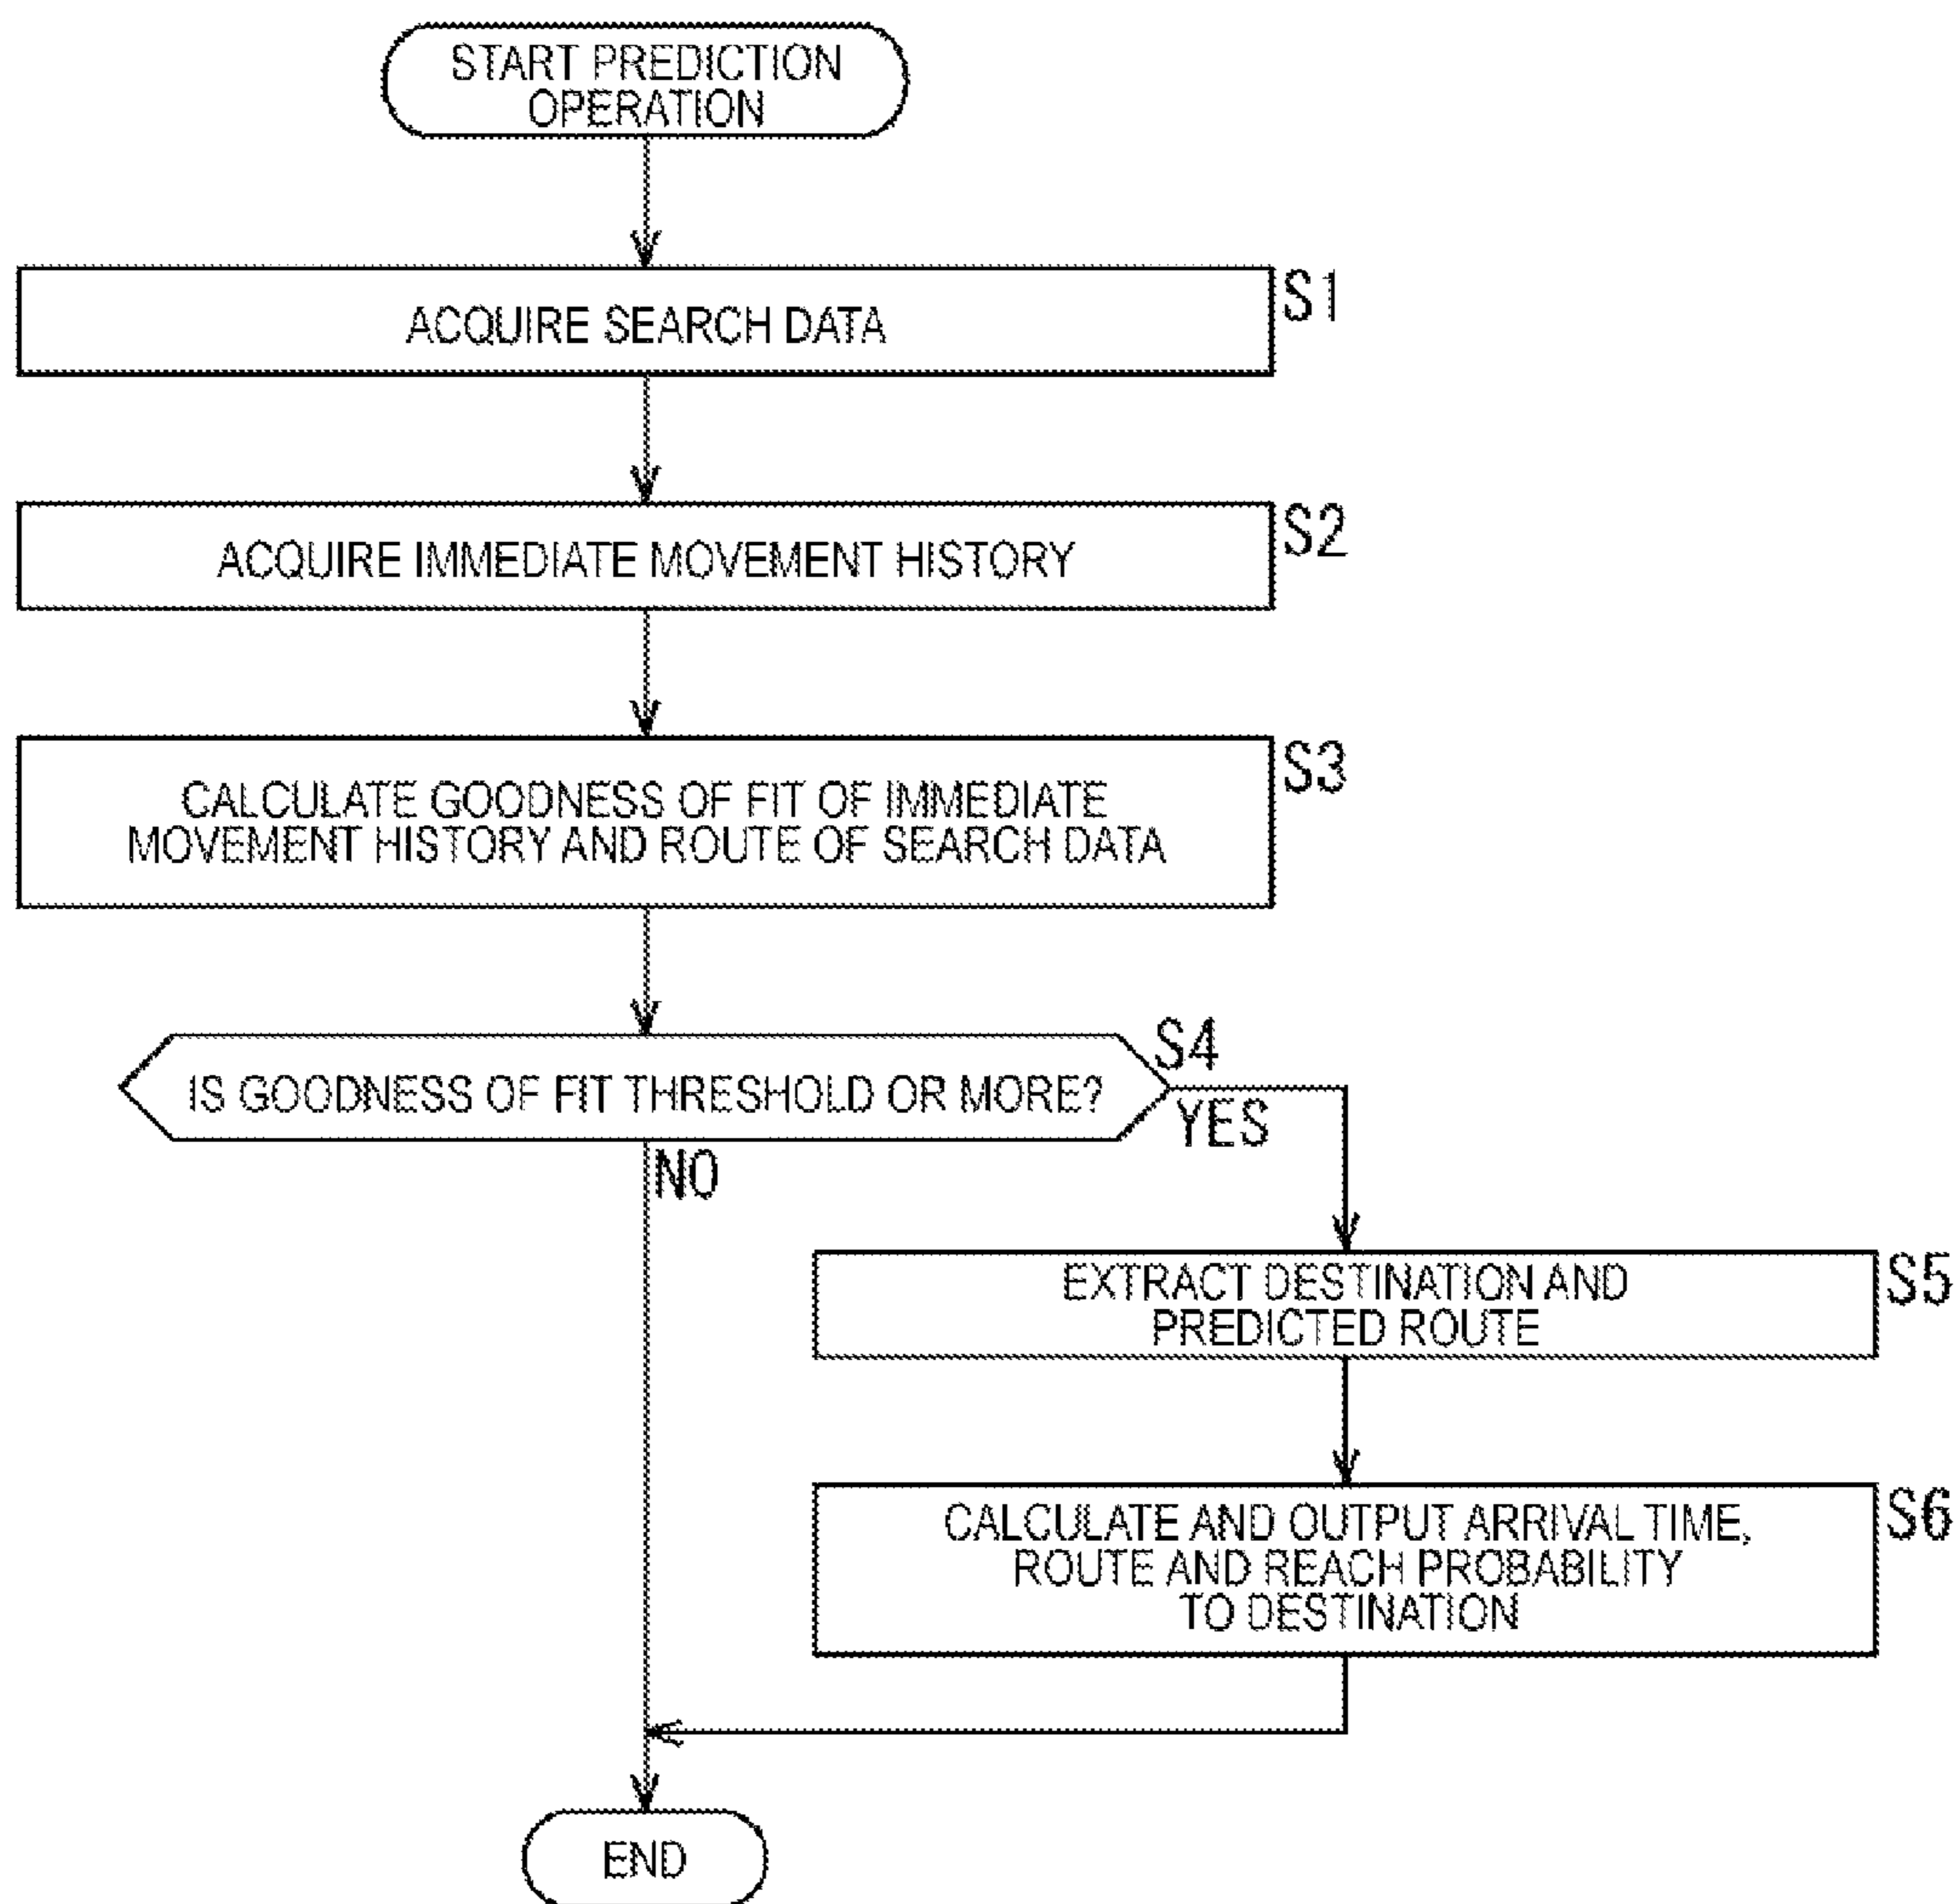 START PREDICTION
OPERATION
ACQUIRE SEARCH DATA
S1
ACQUIRE IMMEDIATE MOVEMENT HISTORY
S2
CALCULATE GOODNESS OF FIT OF IMMEDIATE
MOVEMENT HISTORY AND ROUTE OF SEARCH DATA
S3
IS GOODNESS OF FIT THRESHOLD OR MORE?
S4
YES
NO
EXTRACT DESTINATION AND
PREDICTED ROUTE
S5
CALCULATE AND OUTPUT ARRIVAL TIME,
ROUTE AND REACH PROBABILITY
TO DESTINATION
S6
END